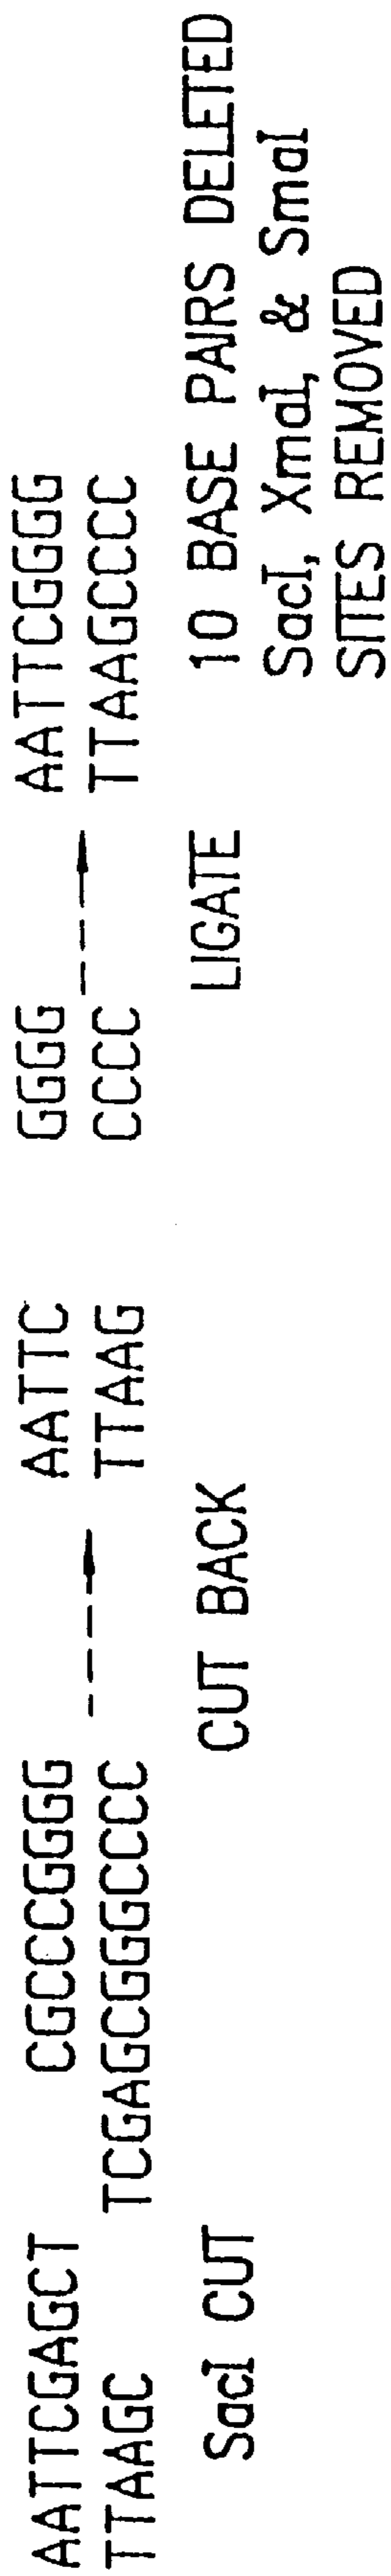 AATTCGAGCT CGCCCGGGG AATTC GGGG AATTCGGGG
TTAAGC TCGAGCGGGCCCC TTAAG CCCC TTAAGCCCC
SacI CUT CUT BACK LIGATE 10 BASE PAIRS DELETED
SacI, XmaI, & SmaI
SITES REMOVED